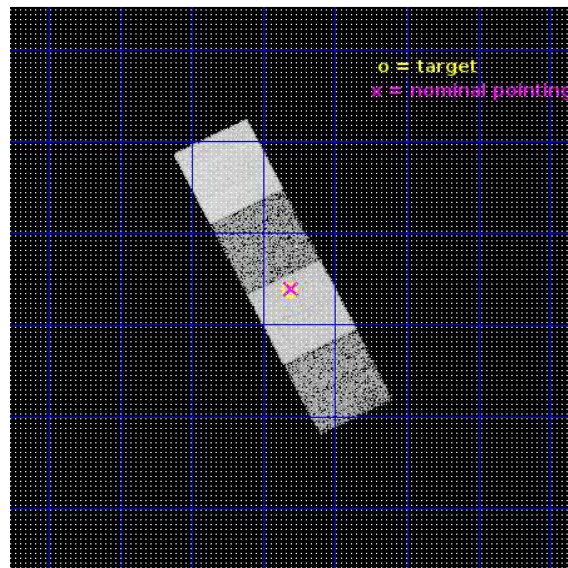 o = target
x = nominal pointing